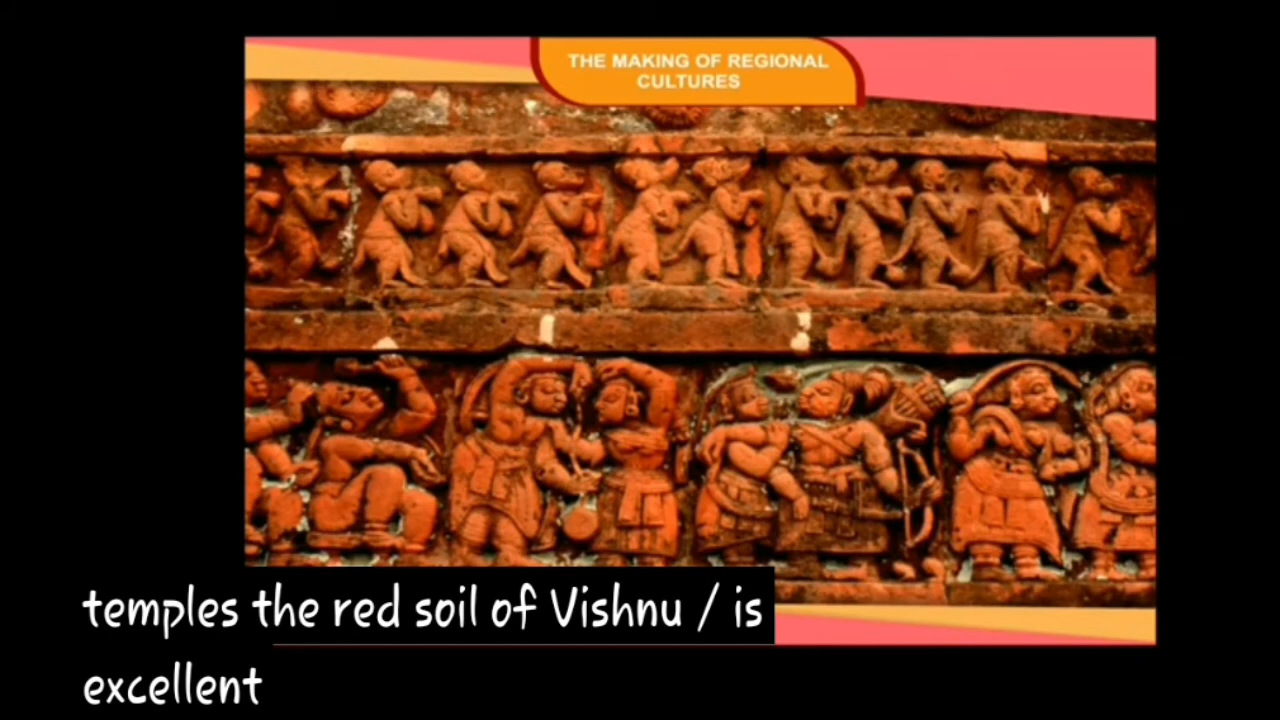 THE MAKING OF REGIONAL
CULTURES
temples the red soil of Vishnu / is
excellent